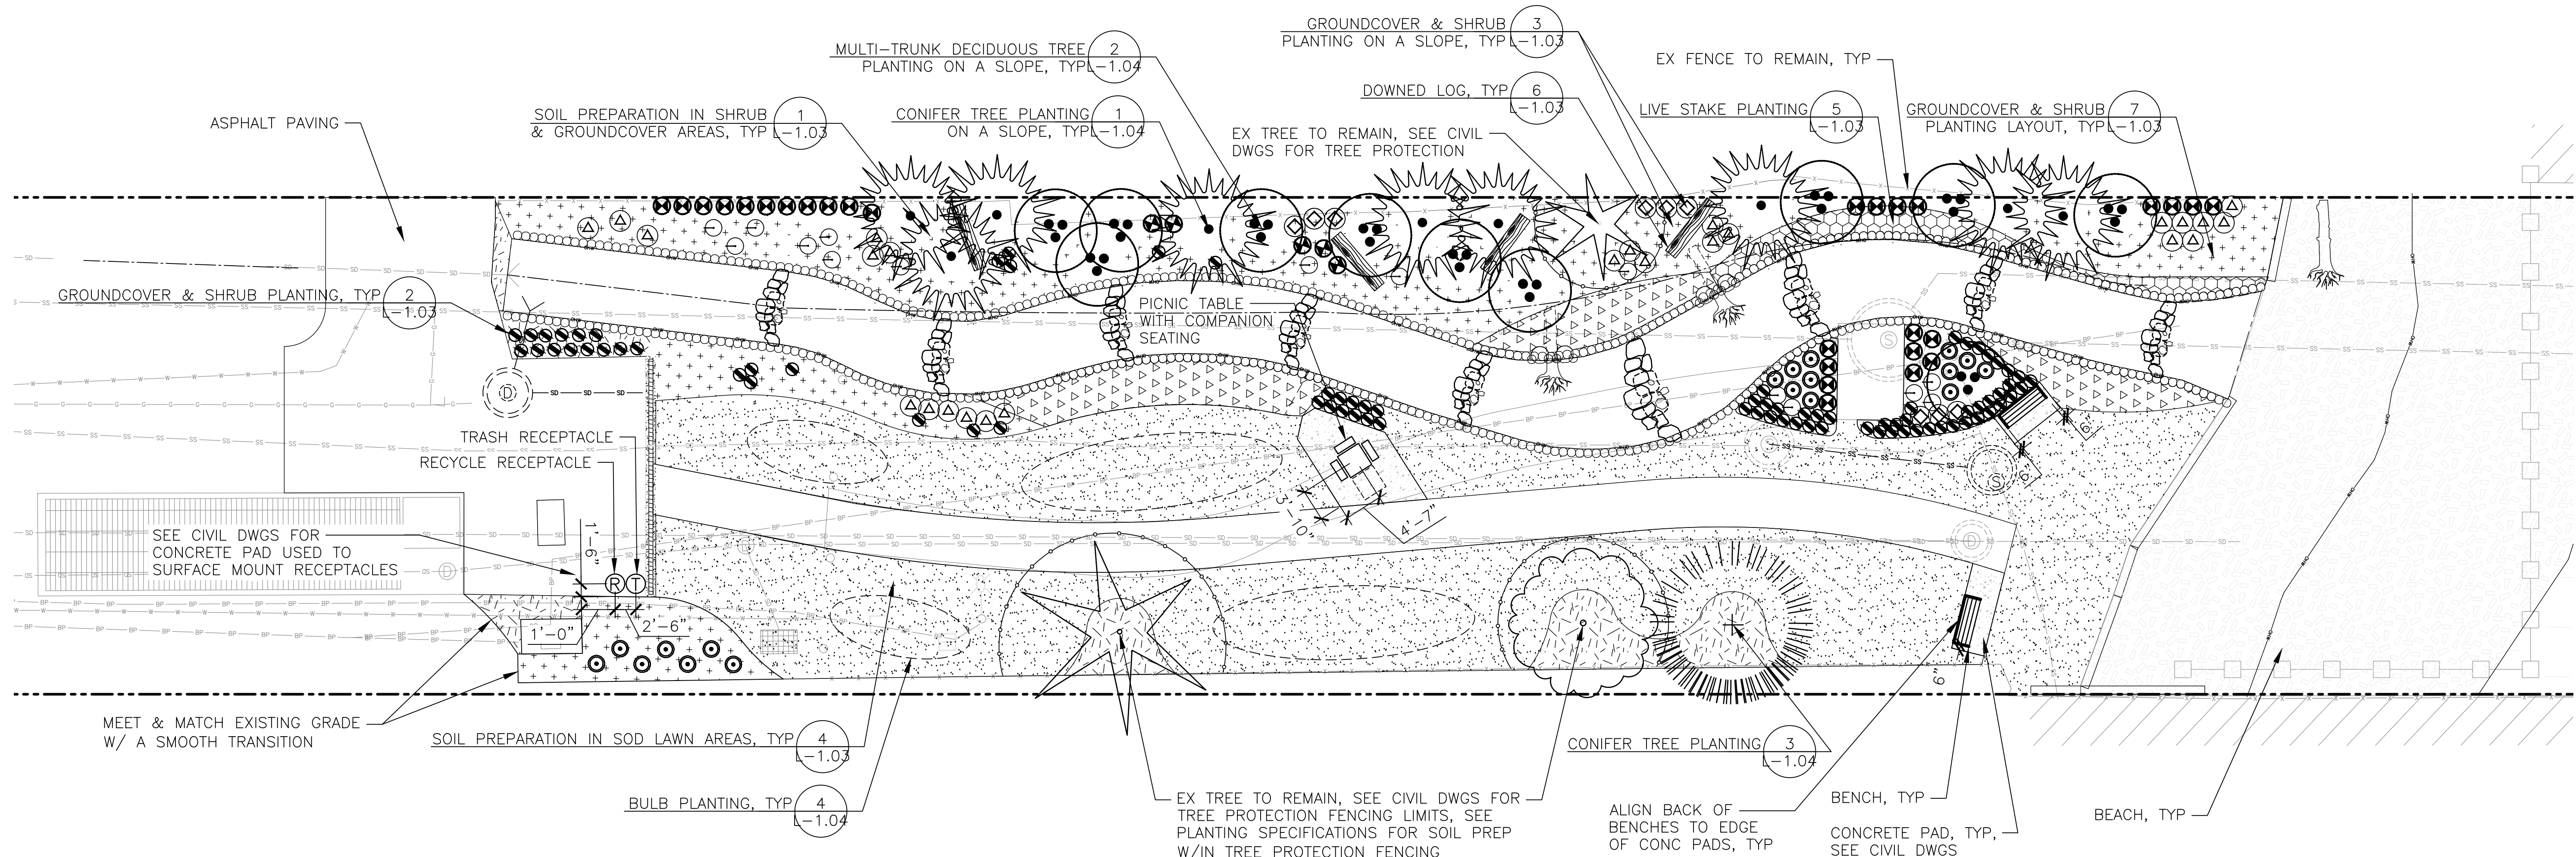 GROUNDCOVER & SHRUB 3
PLANTING ON A SLOPE, TYP L-1.03
MULTI-TRUNK DECIDUOUS TREE 2
PLANTING ON A SLOPE, TYP L-1.04
EX FENCE TO REMAIN, TYP
DOWNED LOG, TYP 6
L-1.03
SOIL PREPARATION IN SHRUB 1
& GROUNDCOVER AREAS, TYP L-1.03
CONIFER TREE PLANTING 1
ON A SLOPE, TYP L-1.04
LIVE STAKE PLANTING 5
L-1.03
GROUNDCOVER & SHRUB 7
PLANTING LAYOUT, TYP L-1.03
ASPHALT PAVING
EX TREE TO REMAIN, SEE CIVIL
DWGS FOR TREE PROTECTION
GROUNDCOVER & SHRUB PLANTING, TYP 2
L-1.03
PICNIC TABLE
WITH COMPANION
SEATING
D
S
TRASH RECEPTACLE
RECYCLE RECEPTACLE
6"
6"
S
S
3'-10"
4'-7"
SEE CIVIL DWGS FOR
CONCRETE PAD USED TO
SURFACE MOUNT RECEPTACLES
1'-6"
D
D
D
R T
1'-0"
2'-6"
6"
MEET & MATCH EXISTING GRADE
W/ A SMOOTH TRANSITION
SOIL PREPARATION IN SOD LAWN AREAS, TYP 4
L-1.03
CONIFER TREE PLANTING 3
L-1.04
BULB PLANTING, TYP 4
L-1.04
EX TREE TO REMAIN, SEE CIVIL DWGS FOR
TREE PROTECTION FENCING LIMITS, SEE
PLANTING SPECIFICATIONS FOR SOIL PREP
W/IN TREE PROTECTION FENCING
ALIGN BACK OF
BENCHES TO EDGE
OF CONC PADS, TYP
BENCH, TYP
CONCRETE PAD, TYP,
SEE CIVIL DWGS
BEACH, TYP